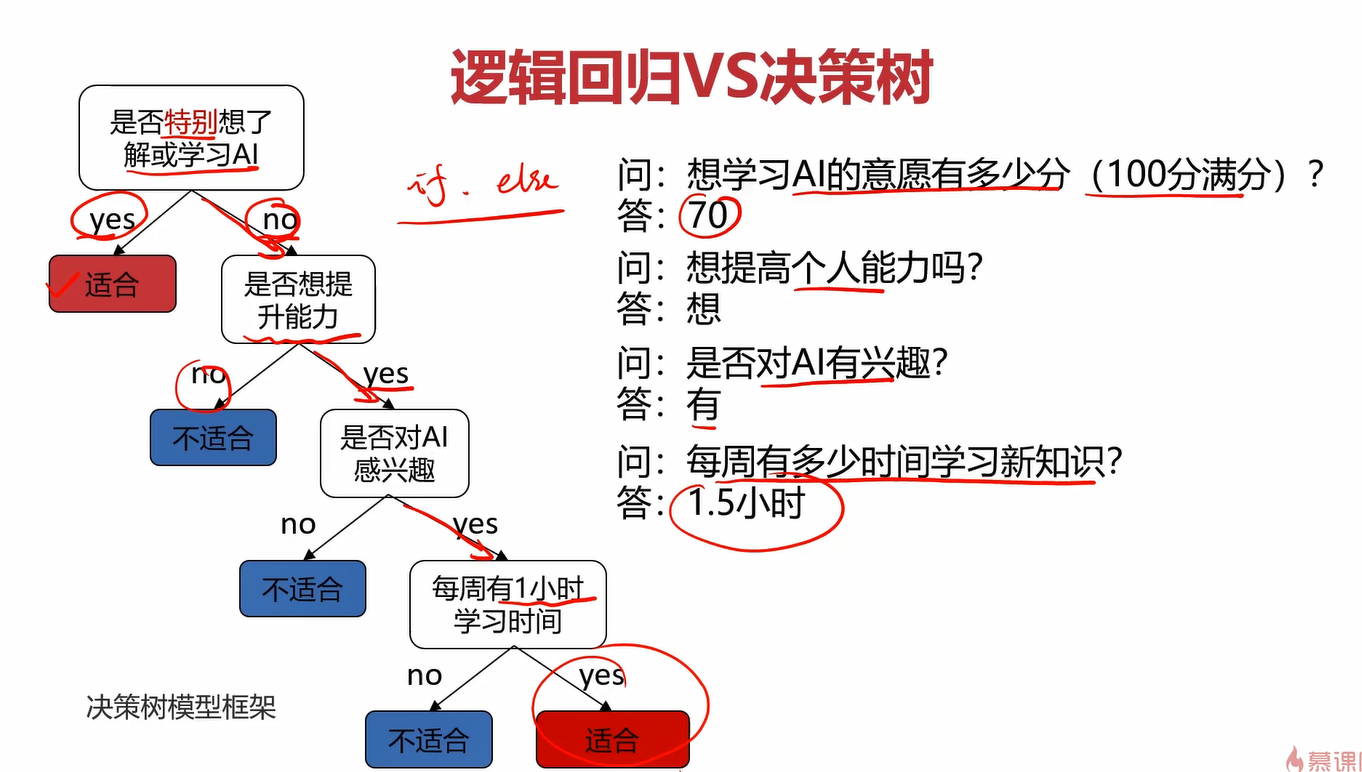 逻辑回归VS决策树
是否特别想了
解或学习AI
yes
no
适合
是否想提
升能力
no
yes
不适合
是否对AI
感兴趣
no
yes
不适合
每周有1小时
学习时间
no
yes
不适合
适合
决策树模型框架
if. else
问：想学习AI的意愿有多少分（100分满分）？
答：70
问：想提高个人能力吗？
答：想
问：是否对AI有兴趣？
答：有
问：每周有多少时间学习新知识？
答：1.5小时
慕课